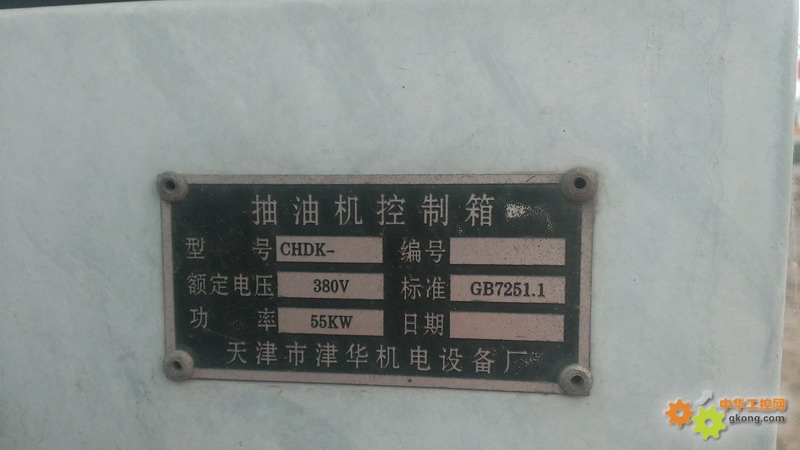 抽油机控制箱
型号 CHDK- 编号
额定电压 380V 标准 GB7251.1
功率 55KW 日期
天津市津华机电设备厂
中华工控网
gkong.com